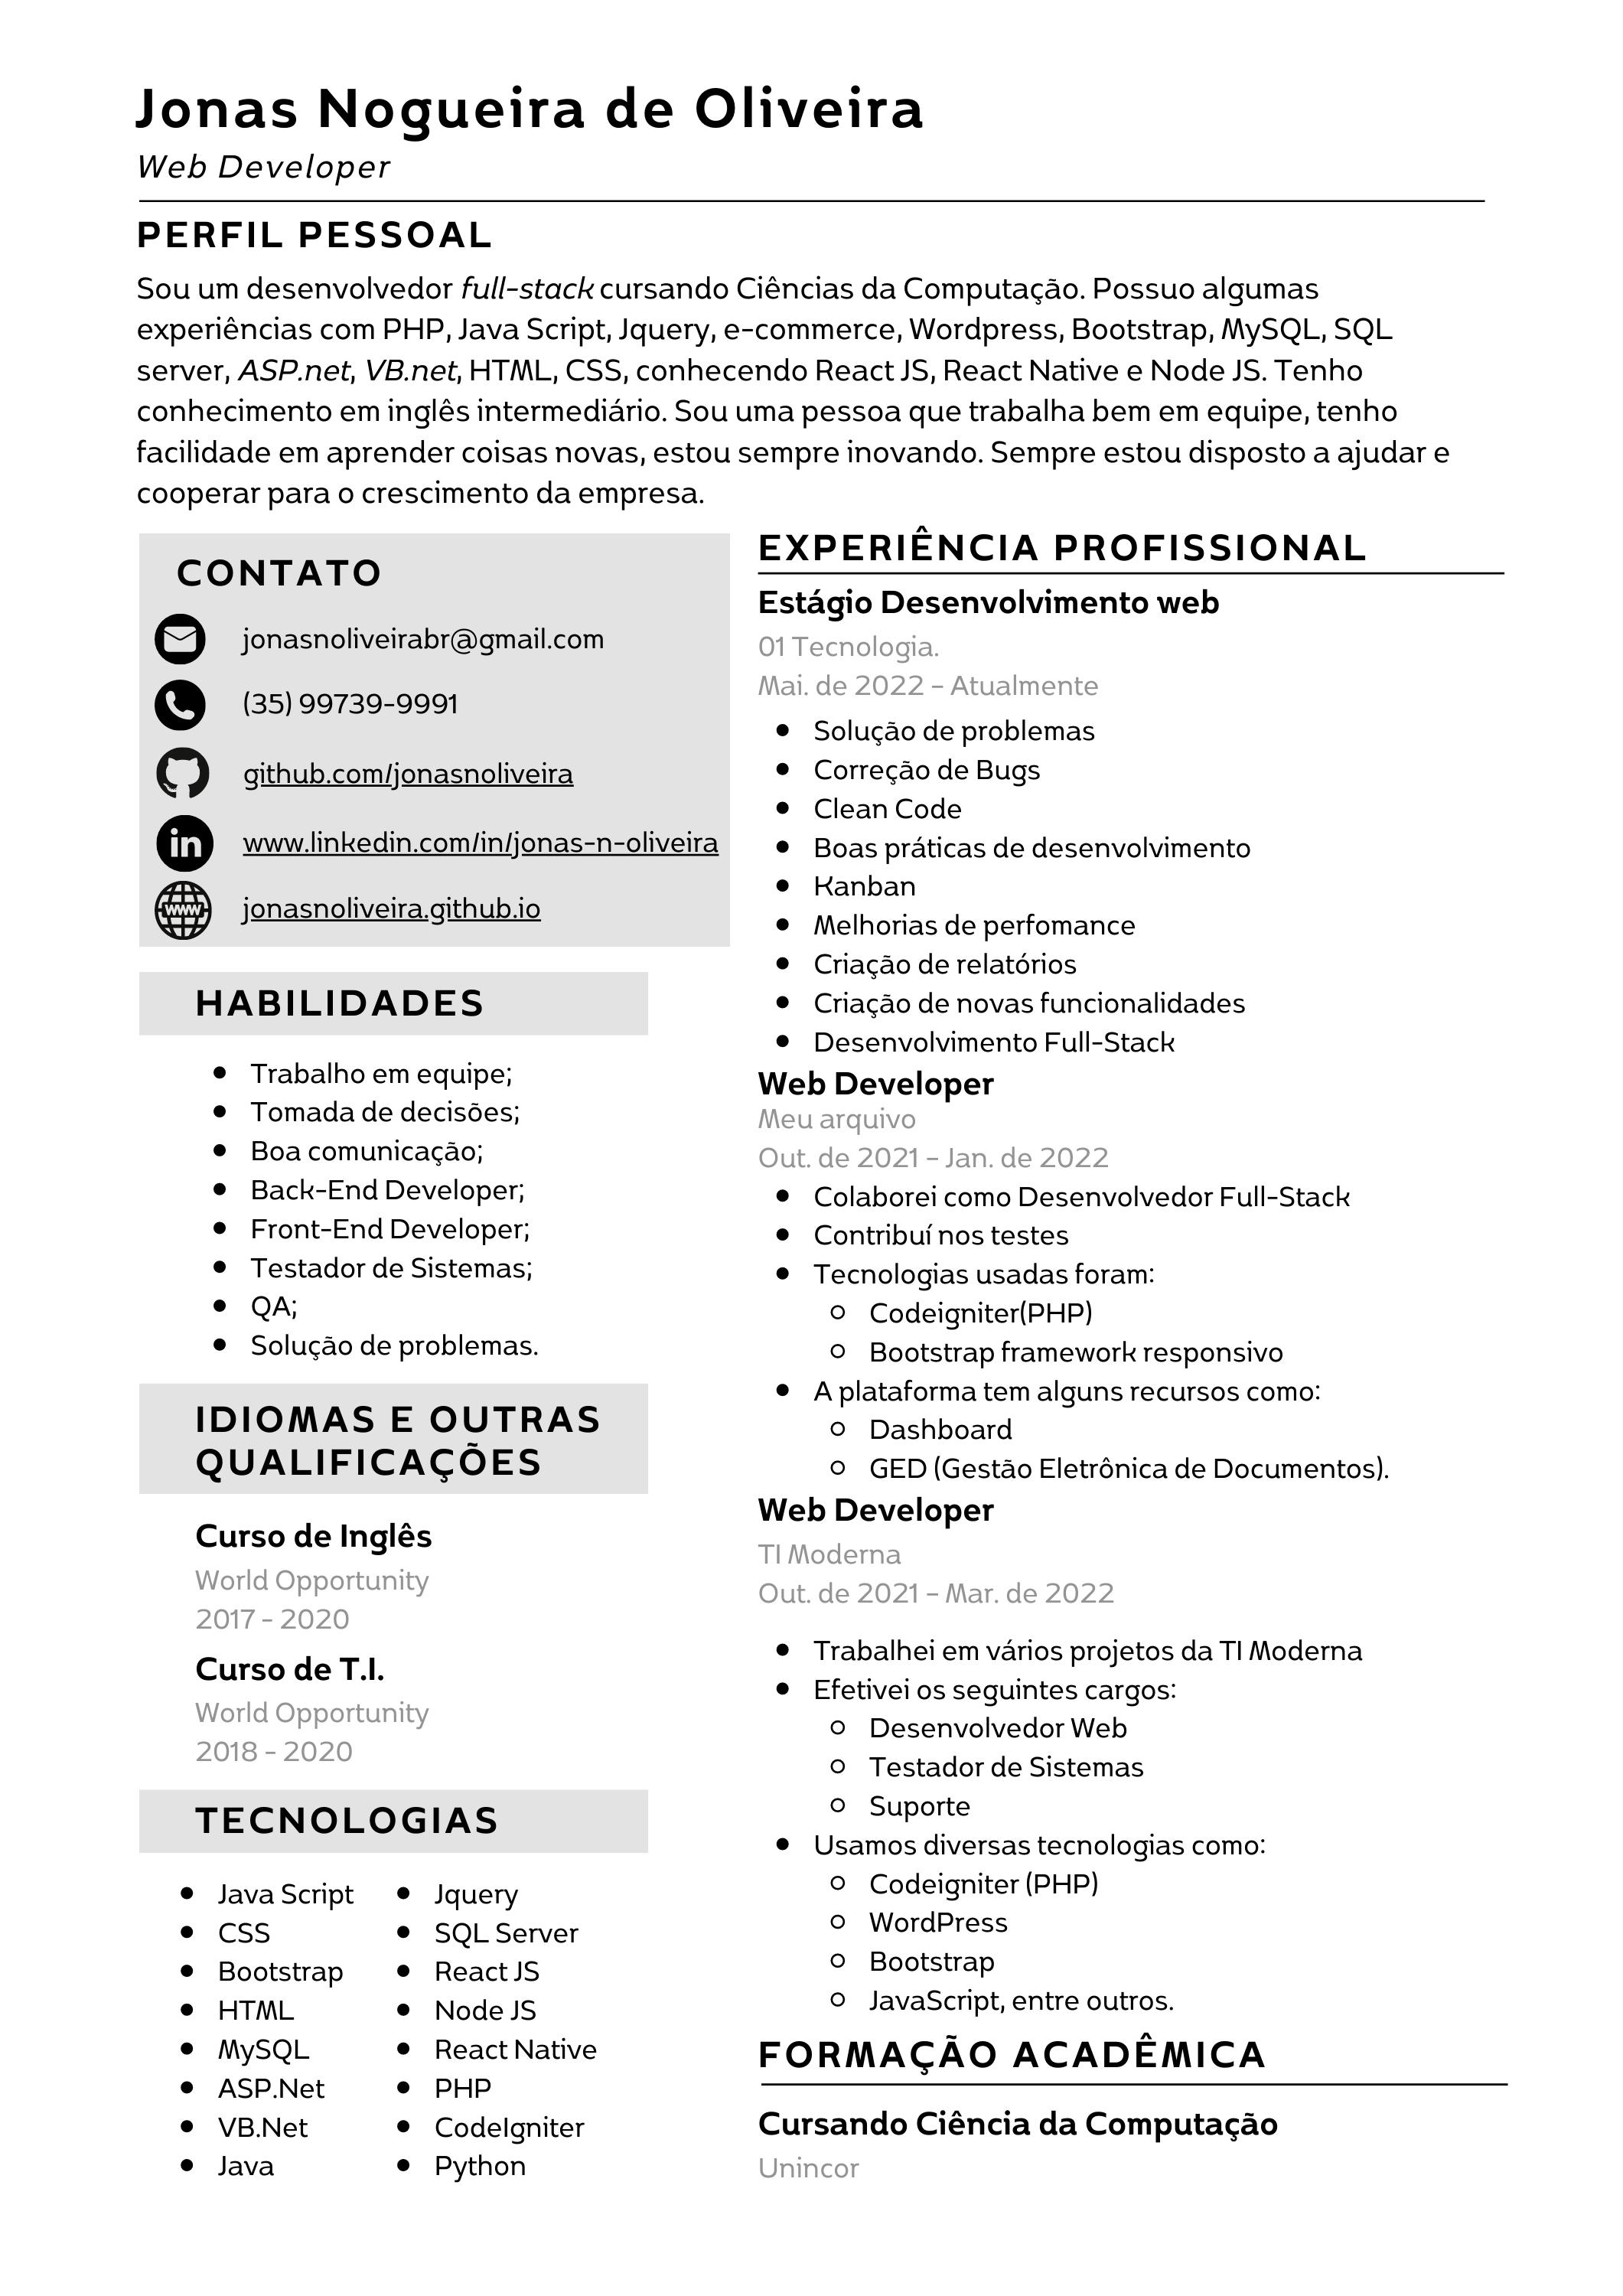 Jonas Nogueira de Oliveira
Web Developer
PERFIL PESSOAL
Sou um desenvolvedor full-stack cursando Ciências da Computação. Possuo algumas
experiências com PHP, Java Script, Jquery, e-commerce, Wordpress, Bootstrap, MySQL, SQL
server, ASP.net, VB.net, HTML, CSS, conhecendo React JS, React Native e Node JS. Tenho
conhecimento em inglês intermediário. Sou uma pessoa que trabalha bem em equipe, tenho
facilidade em aprender coisas novas, estou sempre inovando. Sempre estou disposto a ajudar e
cooperar para o crescimento da empresa.
CONTATO
jonasnoliveirabr@gmail.com
(35) 99739-9991
github.com/jonasnoliveira
in
www.linkedin.com/in/jonas-n-oliveira
WWW
jonasnoliveira.github.io
HABILIDADES
Trabalho em equipe;
Tomada de decisões;
Boa comunicação;
Back-End Developer;
Front-End Developer;
Testador de Sistemas;
QA;
Solução de problemas.
IDIOMAS E OUTRAS
QUALIFICAÇÕES
Curso de Inglês
World Opportunity
2017 - 2020
Curso de T.I.
World Opportunity
2018 - 2020
TECNOLOGIAS
Java Script
CSS
Bootstrap
HTML
MySQL
ASP.Net
VB.Net
Java
Jquery
SQL Server
React JS
Node JS
React Native
PHP
CodeIgniter
Python
EXPERIÊNCIA PROFISSIONAL
Estágio Desenvolvimento web
01 Tecnologia.
Mai. de 2022 – Atualmente
Solução de problemas
Correção de Bugs
Clean Code
Boas práticas de desenvolvimento
Kanban
Melhorias de perfomance
Criação de relatórios
Criação de novas funcionalidades
Desenvolvimento Full-Stack
Web Developer
Meu arquivo
Out. de 2021 – Jan. de 2022
Colaborei como Desenvolvedor Full-Stack
Contribuí nos testes
Tecnologias usadas foram:
Codeigniter(PHP)
Bootstrap framework responsivo
A plataforma tem alguns recursos como:
Dashboard
GED (Gestão Eletrônica de Documentos).
Web Developer
TI Moderna
Out. de 2021 – Mar. de 2022
Trabalhei em vários projetos da TI Moderna
Efetivei os seguintes cargos:
Desenvolvedor Web
Testador de Sistemas
Suporte
Usamos diversas tecnologias como:
Codeigniter (PHP)
WordPress
Bootstrap
JavaScript, entre outros.
FORMAÇÃO ACADÊMICA
Cursando Ciência da Computação
Unincor